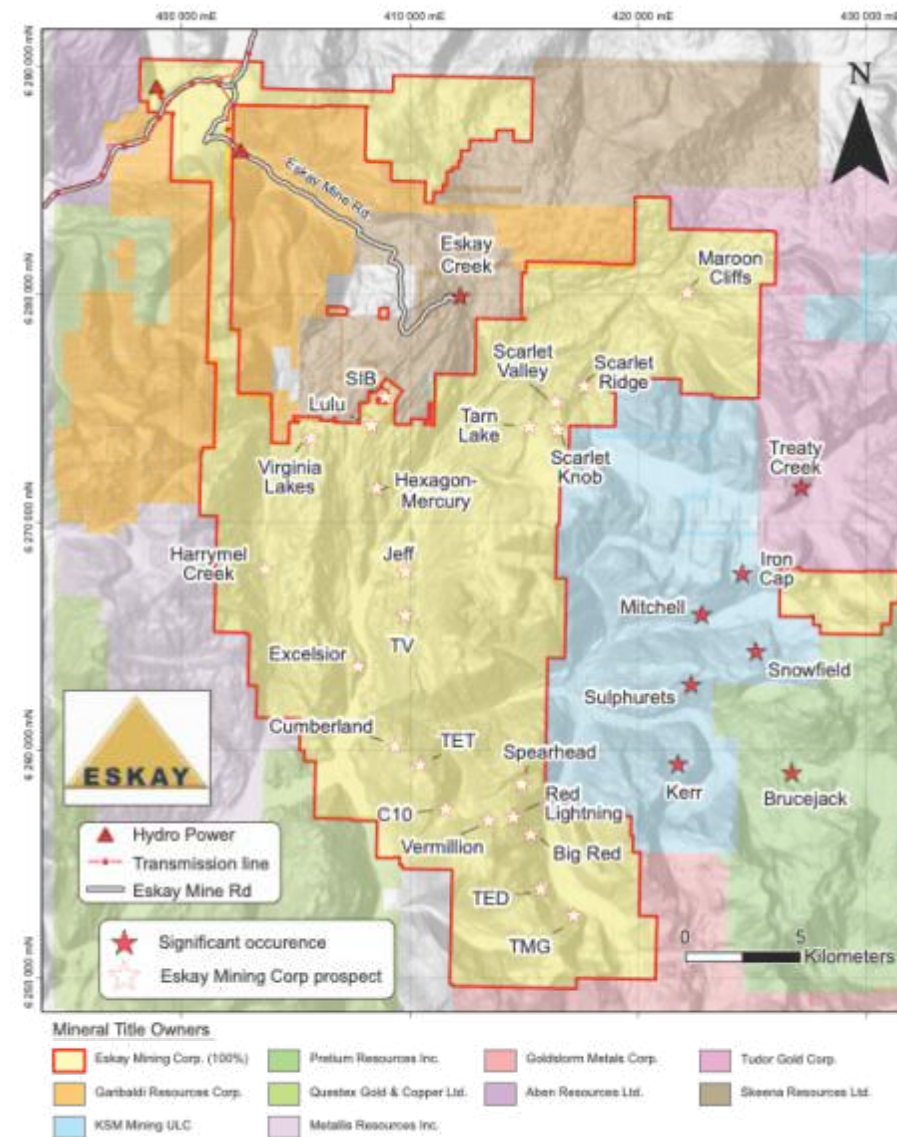 400 000 mE
410 000 mE
420 000 mE
430 000 mE
6 290 000 mN
6 280 000 mN
6 270 000 mN
6 260 000 mN
6 250 000 mN
N
Eskay Mine Rd
Eskay
Creek
Maroon
Cliffs
Scarlet
Valley
Scarlet
Ridge
SIB
Lulu
Tarn
Lake
Scarlet
Knob
Virginia
Lakes
Treaty
Creek
Hexagon-
Mercury
Harrymel
Creek
Jeff
Iron
Cap
Mitchell
TV
Excelsior
Snowfield
Sulphurets
Cumberland
TET
Spearhead
Kerr
Brucejack
C10
Red
Lightning
Vermillion
Big Red
TED
TMG
ESKAY
Hydro Power
Transmission line
Eskay Mine Rd
Significant occurence
Eskay Mining Corp prospect
0 5
Kilometers
Mineral Title Owners
Eskay Mining Corp. (100%)
Pretium Resources Inc.
Goldstorm Metals Corp.
Tudor Gold Corp.
Garibaldi Resources Corp.
Questex Gold & Copper Ltd.
Aben Resources Ltd.
Skeena Resources Ltd.
KSM Mining ULC
Metallis Resources Inc.